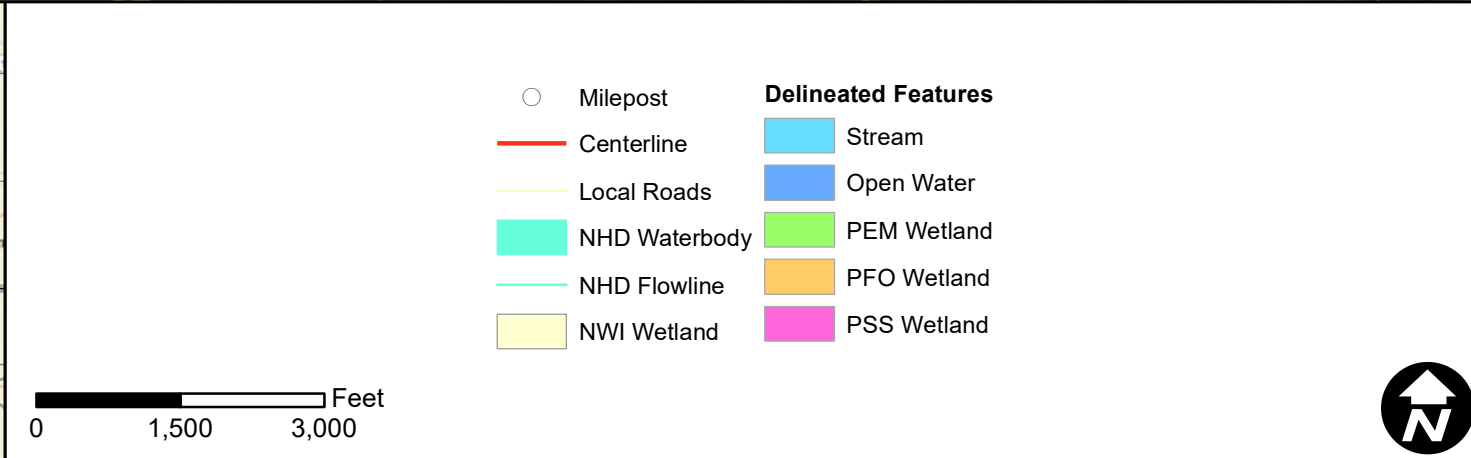 Milepost
Centerline
Local Roads
NHD Waterbody
NHD Flowline
NWI Wetland
Delineated Features
Stream
Open Water
PEM Wetland
PFO Wetland
PSS Wetland
Feet
0 1,500 3,000
N